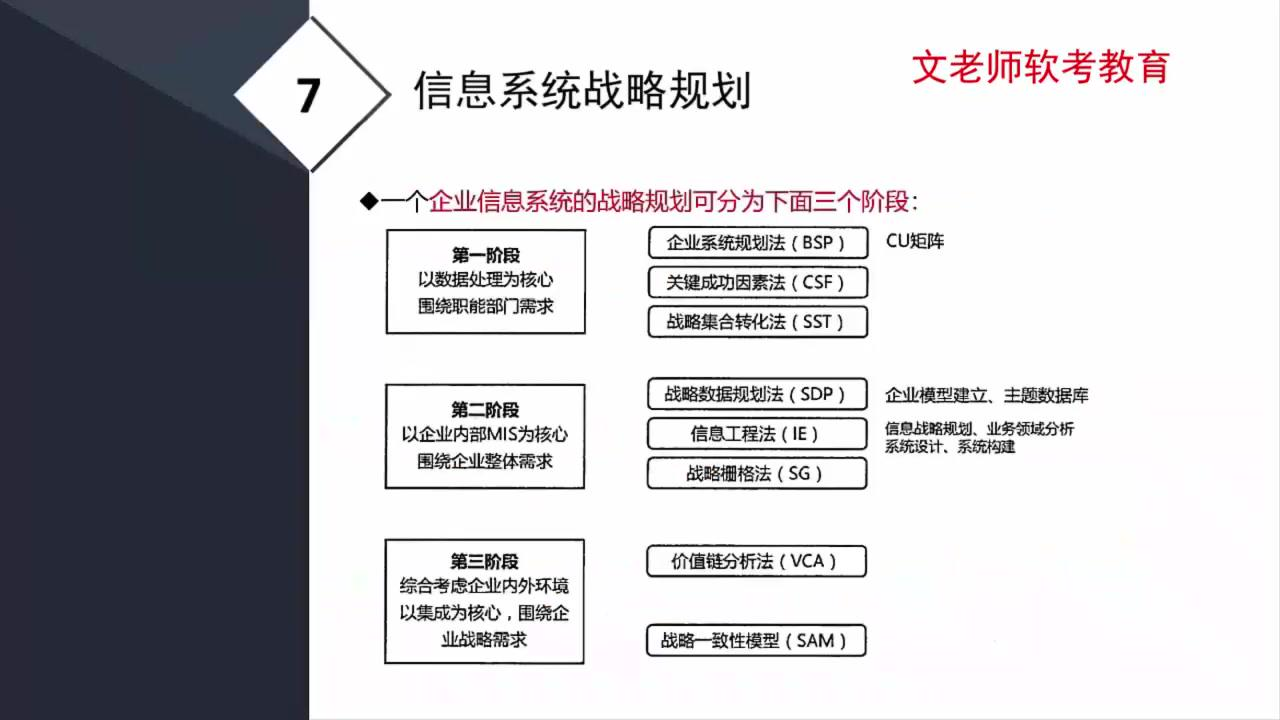 7
信息系统战略规划
文老师软考教育
◆一个企业信息系统的战略规划可分为下面三个阶段：
第一阶段
以数据处理为核心
围绕职能部门需求
企业系统规划法（BSP）
CU矩阵
关键成功因素法（CSF）
战略集合转化法（SST）
第二阶段
以企业内部MIS为核心
围绕企业整体需求
战略数据规划法（SDP）
企业模型建立、主题数据库
信息工程法（IE）
信息战略规划、业务领域分析
系统设计、系统构建
战略栅格法（SG）
第三阶段
综合考虑企业内外环境
以集成为核心，围绕企
业战略需求
价值链分析法（VCA）
战略一致性模型（SAM）